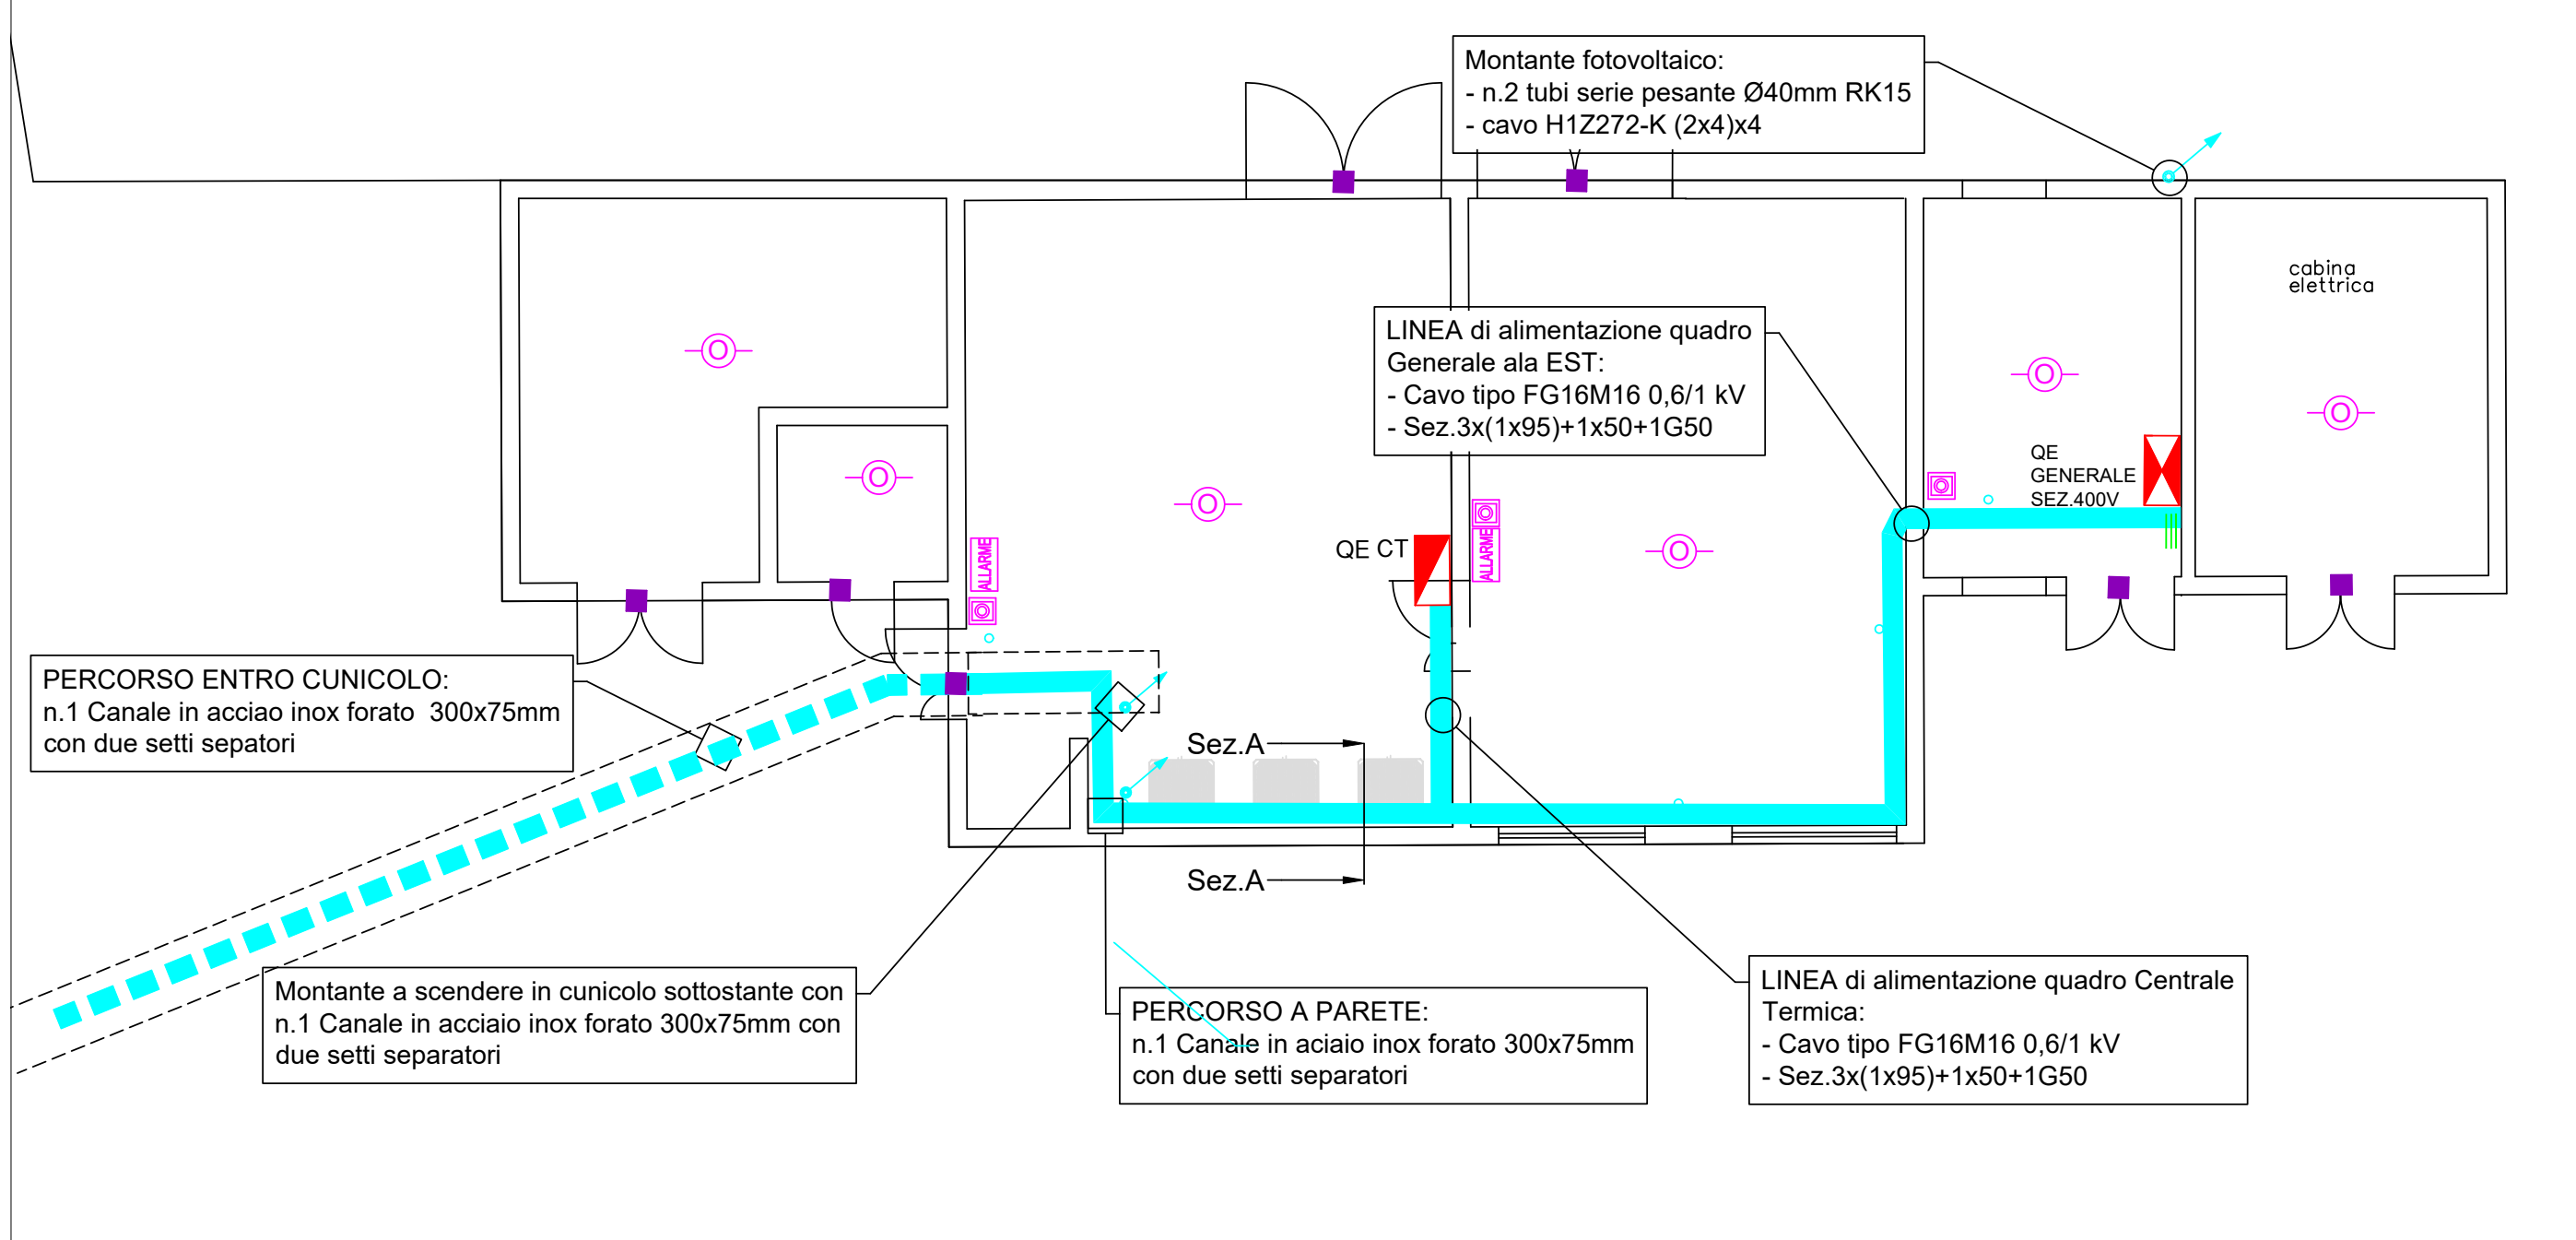 Montante fotovoltaico:
- n.2 tubi serie pesante Ø40mm RK15
- cavo H1Z272-K (2x4)x4
cabina
elettrica
LINEA di alimentazione quadro
Generale ala EST:
- Cavo tipo FG16M16 0,6/1 kV
- Sez.3x(1x95)+1x50+1G50
O
O
O
O
O
O
QE
GENERALE
SEZ.400V
ALLARME
QE CT
ALLARME
PERCORSO ENTRO CUNICOLO:
n.1 Canale in acciao inox forato 300x75mm
con due setti sepatori
Sez.A
Sez.A
Montante a scendere in cunicolo sottostante con
n.1 Canale in acciaio inox forato 300x75mm con
due setti separatori
PERCORSO A PARETE:
n.1 Canale in aciaio inox forato 300x75mm
con due setti separatori
LINEA di alimentazione quadro Centrale
Termica:
- Cavo tipo FG16M16 0,6/1 kV
- Sez.3x(1x95)+1x50+1G50